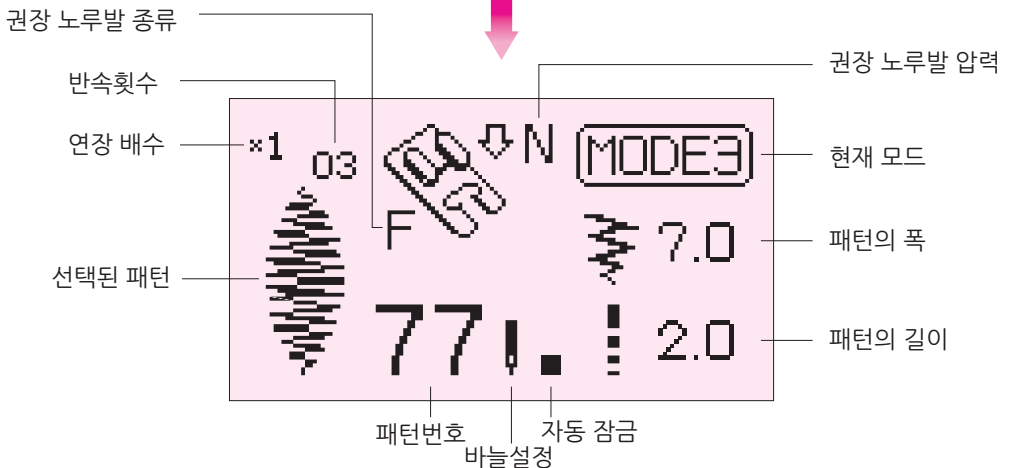 권장 노루발 종류
권장 노루발 압력
반속횟수
연장 배수
×1
03
N
MODE3
현재 모드
F
7.0
패턴의 폭
선택된 패턴
77
2.0
패턴의 길이
패턴번호
자동 잠금
바늘설정